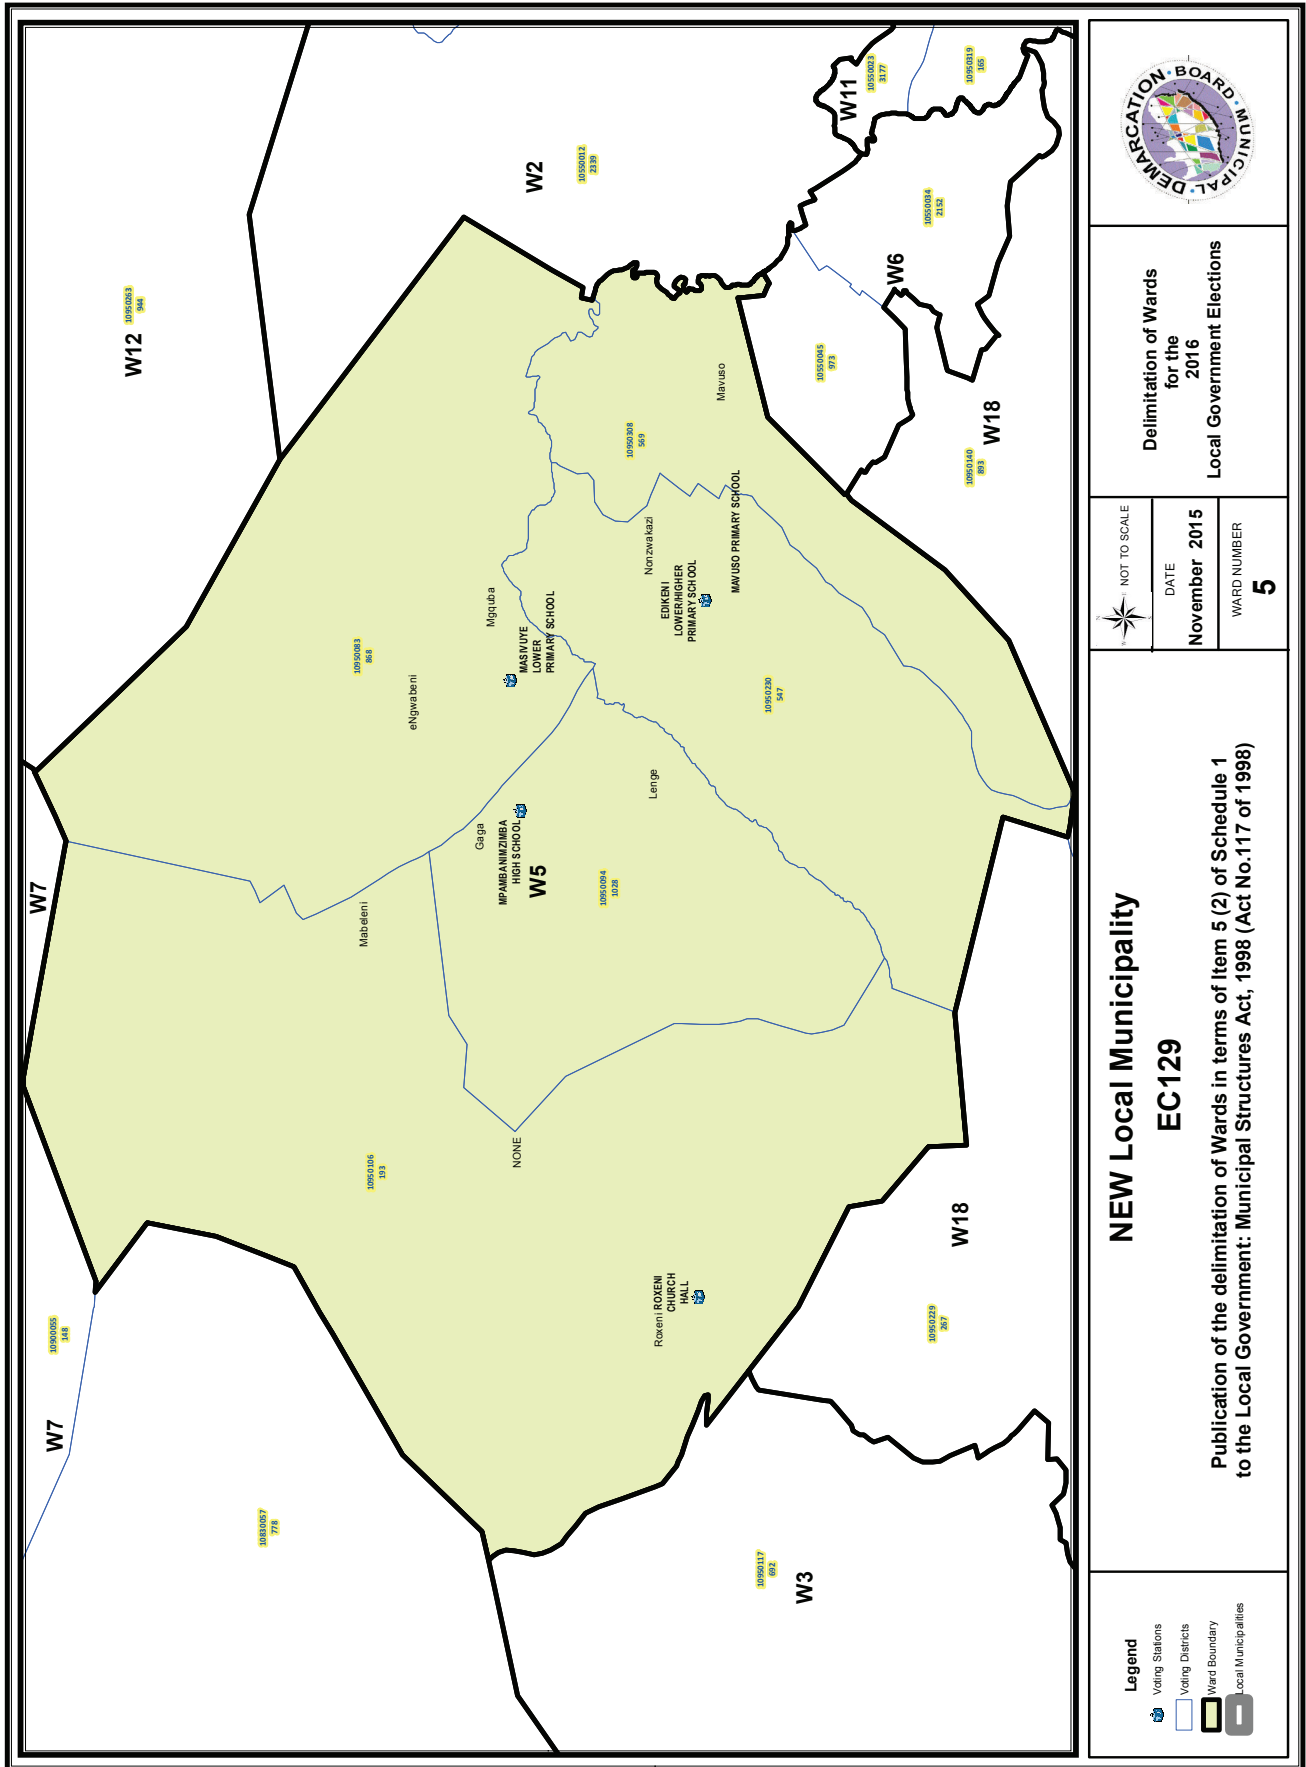 W12
10950263
944
W2
10550012
2339
W11
10550023
3177
10950319
165
10550034
2152
W6
10550045
973
W18
10950140
893
10950308
569
Mavuso
MAVUSO PRIMARY SCHOOL
Nonzwakazi
EDIKENI
LOWER/HIGHER
PRIMARY SCHOOL
10950230
547
Mgquba
MASIVUYE
LOWER
PRIMARY SCHOOL
10950083
868
eNgwabeni
Lenge
Gaga
MPAMBANIMZIMBA
HIGH SCHOOL
W5
10950094
1028
Mabeleni
W7
NONE
10950106
193
Roxeni ROXENI
CHURCH
HALL
W18
10950229
267
10900055
148
W7
10830057
778
10950117
692
W3
Legend
Voting Stations
Voting Districts
Ward Boundary
Local Municipalities
NEW Local Municipality
EC129
Publication of the delimitation of Wards in terms of Item 5 (2) of Schedule 1
to the Local Government: Municipal Structures Act, 1998 (Act No.117 of 1998)
N
W
E
S
NOT TO SCALE
DATE
November 2015
WARD NUMBER
5
Delimitation of Wards
for the
2016
Local Government Elections
MUNICIPAL • DEMARCATION • BOARD •